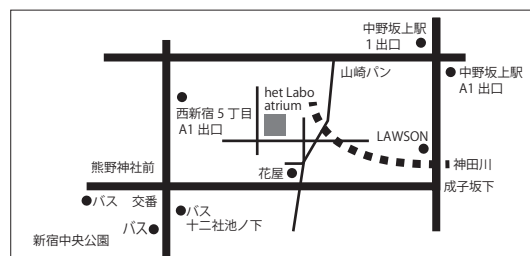 中野坂上駅
1 出口
山崎パン
中野坂上駅
A1 出口
het Labo
atrium
西新宿 5 丁目
A1 出口
LAWSON
熊野神社前
花屋
神田川
成子坂下
バス 交番
バス
十二社池ノ下
バス
新宿中央公園